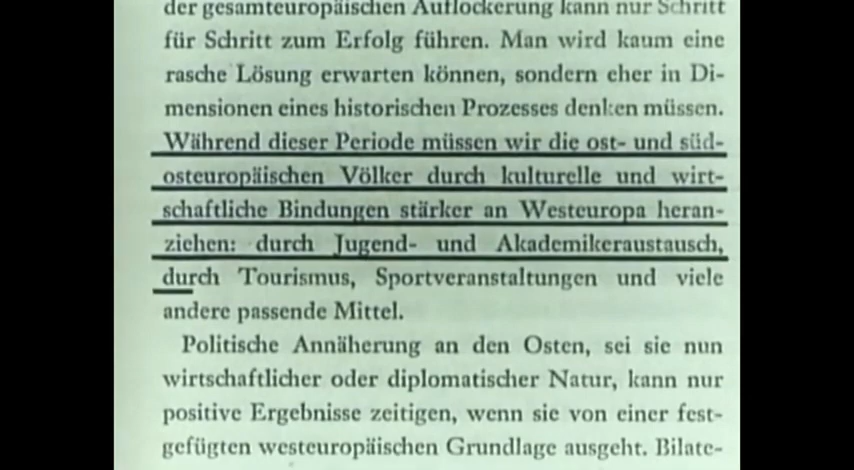 der gesamteuropäischen Auflockerung kann nur Schritt
für Schritt zum Erfolg führen. Man wird kaum eine
rasche Lösung erwarten können, sondern eher in Di-
mensionen eines historischen Prozesses denken müssen.
Während dieser Periode müssen wir die ost- und süd-
osteuropäischen Völker durch kulturelle und wirt-
schaftliche Bindungen stärker an Westeuropa heran-
ziehen: durch Jugend- und Akademikeraustausch,
durch Tourismus, Sportveranstaltungen und viele
andere passende Mittel.
Politische Annäherung an den Osten, sei sie nun
wirtschaftlicher oder diplomatischer Natur, kann nur
positive Ergebnisse zeitigen, wenn sie von einer fest-
gefügten westeuropäischen Grundlage ausgeht. Bilate-